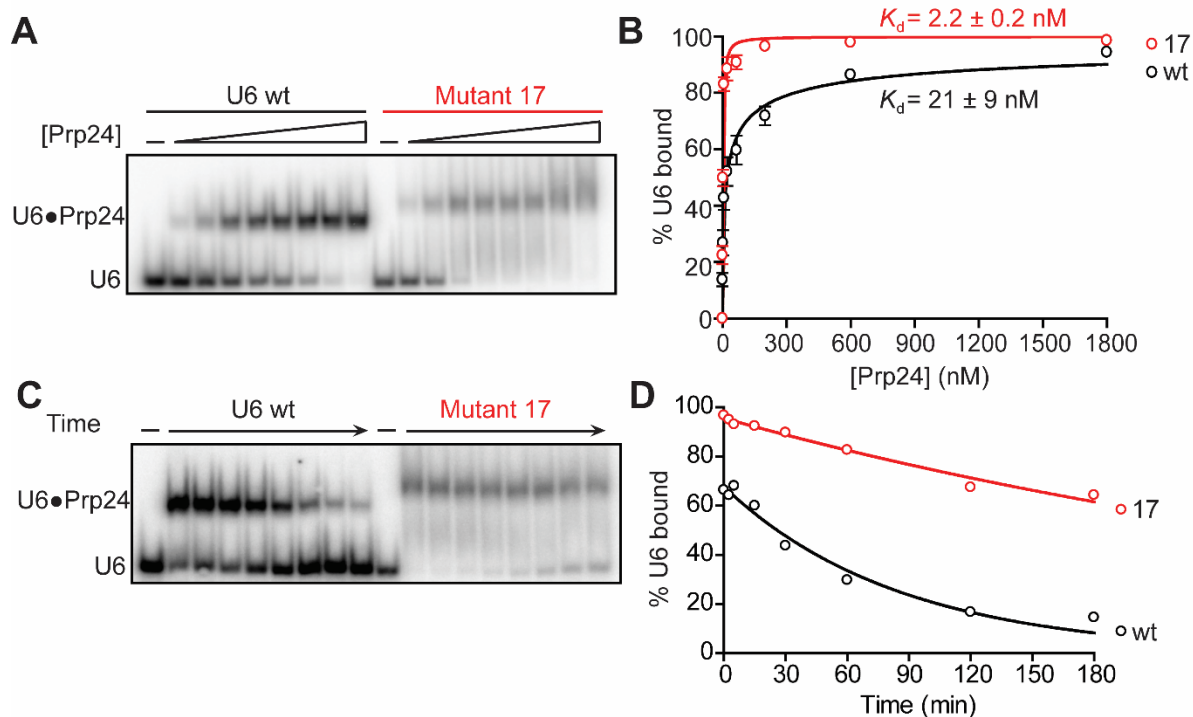 A
U6 wt
Mutant 17
[Prp24]
–
–
U6●Prp24
U6
B
Kd = 2.2 ± 0.2 nM
17
wt
Kd = 21 ± 9 nM
% U6 bound
100
80
60
40
20
0
0 300 600 900 1200 1500 1800
[Prp24] (nM)
C
Time
–
U6 wt
–
Mutant 17
U6●Prp24
U6
D
% U6 bound
100
80
60
40
20
0
17
wt
0 30 60 90 120 150 180
Time (min)